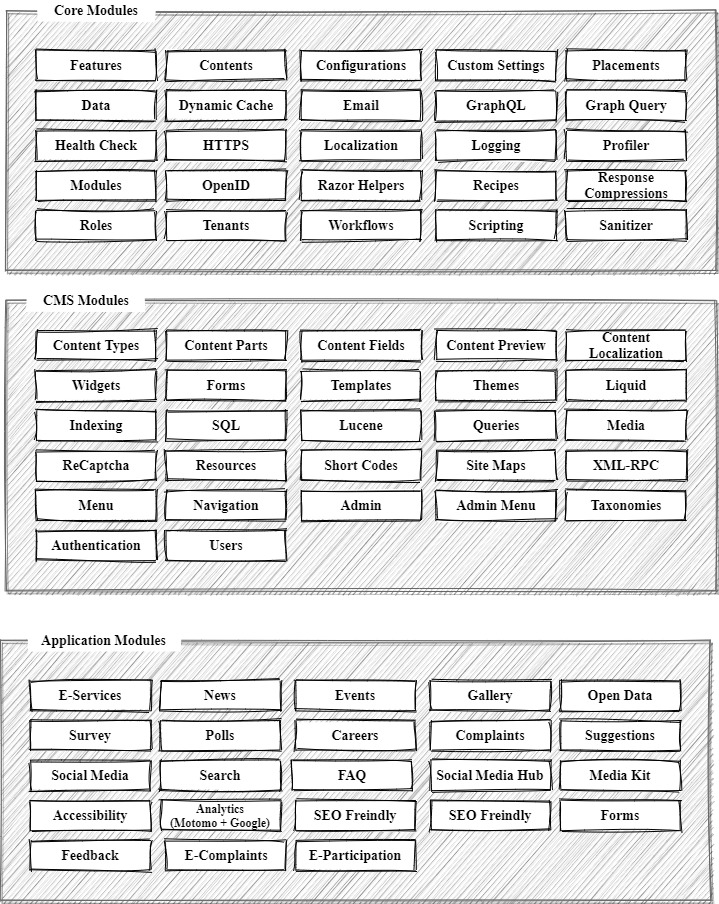 Core Modules
Features
Contents
Configurations
Custom Settings
Placements
Data
Dynamic Cache
Email
GraphQL
Graph Query
Health Check
HTTPS
Localization
Logging
Profiler
Modules
OpenID
Razor Helpers
Recipes
Response
Compressions
Roles
Tenants
Workflows
Scripting
Sanitizer
CMS Modules
Content Types
Content Parts
Content Fields
Content Preview
Content
Localization
Widgets
Forms
Templates
Themes
Liquid
Indexing
SQL
Lucene
Queries
Media
ReCaptcha
Resources
Short Codes
Site Maps
XML-RPC
Menu
Navigation
Admin
Admin Menu
Taxonomies
Authentication
Users
Application Modules
E-Services
News
Events
Gallery
Open Data
Survey
Polls
Careers
Complaints
Suggestions
Social Media
Search
FAQ
Social Media Hub
Media Kit
Accessibility
Analytics
(Motomo + Google)
SEO Freindly
SEO Freindly
Forms
Feedback
E-Complaints
E-Participation